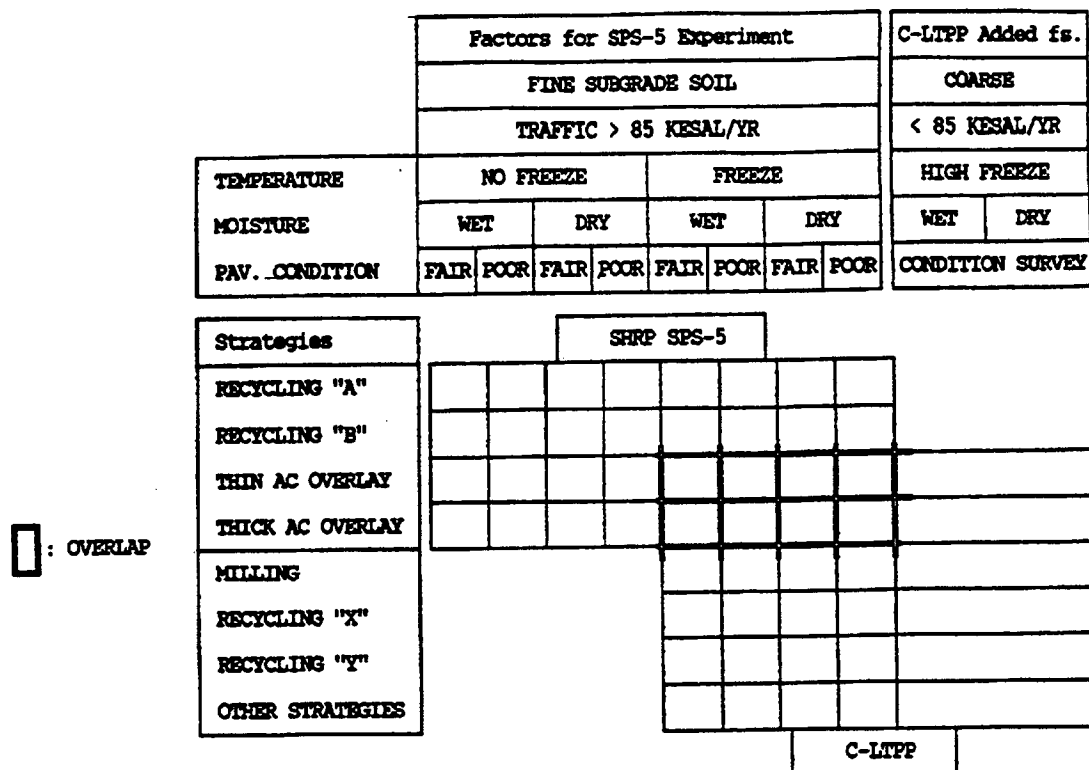 Factors for SPS-5 Experiment C-LTPP Added fs.
FINE SUBGRADE SOIL COARSE
TRAFFIC > 85 KESAL/YR < 85 KESAL/YR
TEMPERATURE NO FREEZE FREEZE HIGH FREEZE
MOISTURE WET DRY WET DRY WET DRY
PAV. CONDITION FAIR POOR FAIR POOR FAIR POOR FAIR POOR CONDITION SURVEY
Strategies SHRP SPS-5
RECYCLING "A"
RECYCLING "B"
THIN AC OVERLAY
THICK AC OVERLAY
: OVERLAP
MILLING
RECYCLING "X"
RECYCLING "Y"
OTHER STRATEGIES
C-LTPP